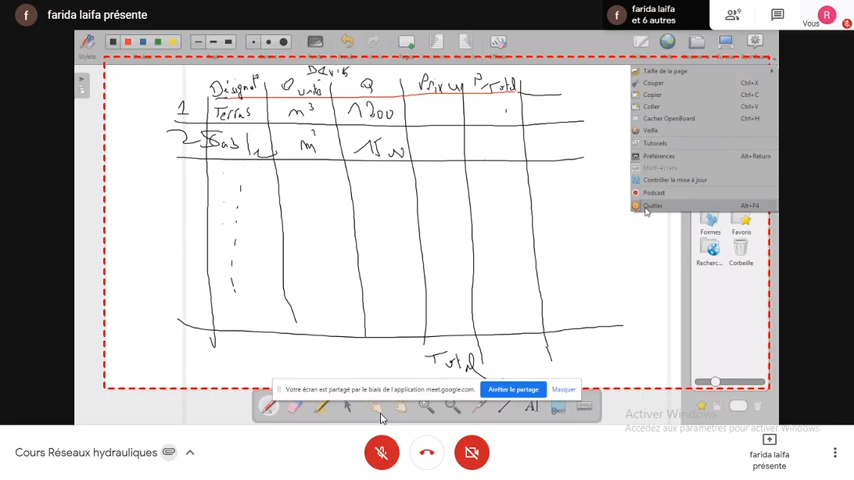 f farida laifa présente
f farida laifa
et 6 autres
9
R
Vous
Stylets
Devis
Désignat° unité Q Prix u P/Total
1 Terras m³ 1200
2 Sable m³
Total
Taille de la page
Couper Ctrl+X
Copier Ctrl+C
Coller Ctrl+V
Cacher OpenBoard Ctrl+H
Veille
Tutoriels
Préférences Alt+Return
Multi-écrans
Contrôler la mise à jour
Podcast
Quitter Alt+F4
Formes Favoris
Recherc... Corbeille
Votre écran est partagé par le biais de l'application meet.google.com. Arrêter le partage Masquer
Activer Windows
Accédez aux paramètres pour activer Windows.
Cours Réseaux hydrauliques
farida laifa
présente